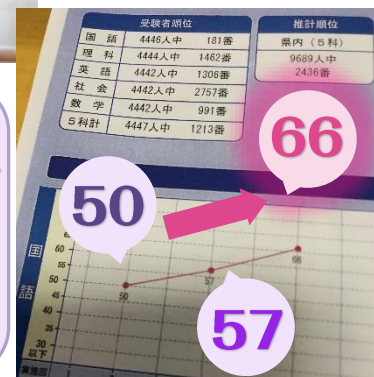 受験者順位
国　語 4446人中 181番
理　科 4444人中 1462番
英　語 4442人中 1306番
社　会 4442人中 2757番
数　学 4442人中 991番
5科計 4447人中 1213番
推計順位
県内（5科）
9689人中
2436番
66
50
57
国
語
60
55
50
45
40
35
30
以下
50
57
66